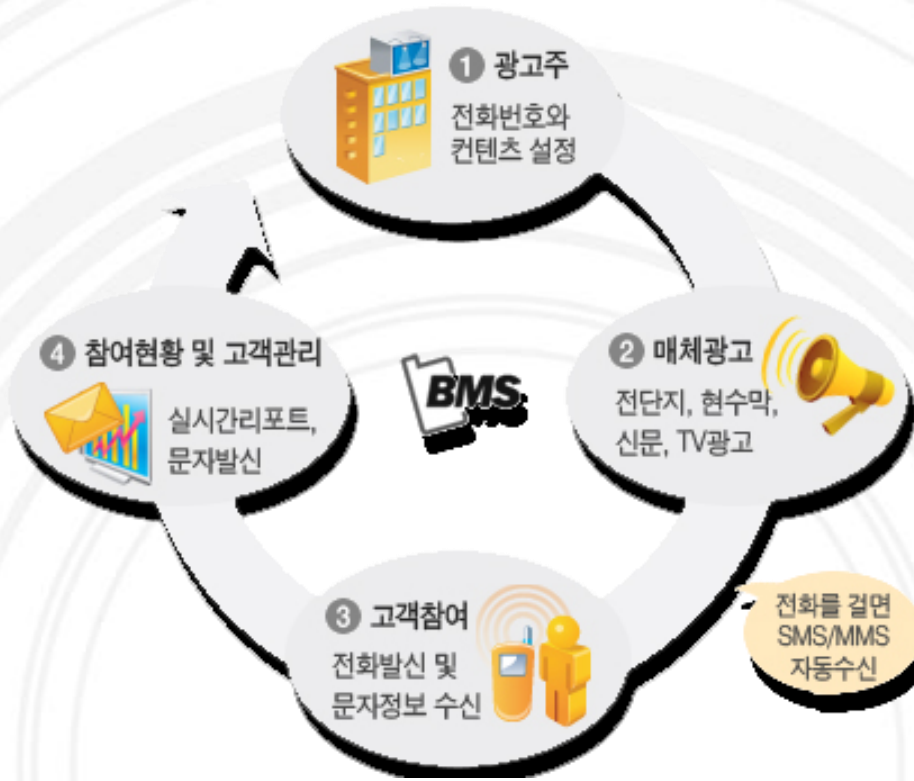 1 광고주
전화번호와
컨텐츠 설정
2 매체광고
전단지, 현수막,
신문, TV광고
전화를 걸면
SMS/MMS
자동수신
3 고객참여
전화발신 및
문자정보 수신
4 참여현황 및 고객관리
실시간리포트,
문자발신
BMS